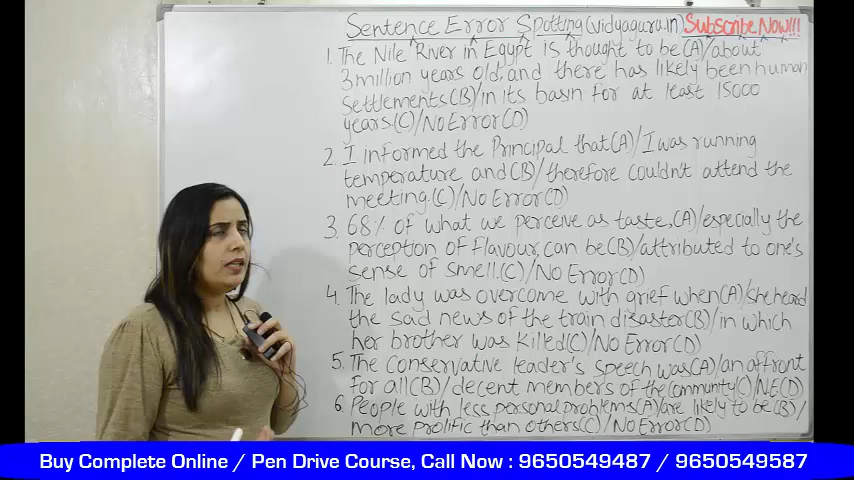 Sentence Error Spotting (vidyaguru.in) Subscribe Now!!!
1. The Nile River in Egypt is thought to be (A)/about
3 million years old, and there has likely been human
settlements (B)/in its basin for at least 15000
years.(C)/No Error (D)
2. I informed the Principal that (A)/I was running
temperature and (B)/therefore couldn't attend the
meeting.(C)/No Error (D)
3. 68% of what we perceive as taste,(A)/especially the
perception of flavour, can be (B)/attributed to one's
sense of smell.(C)/No Error (D)
4. The lady was overcome with grief when (A)/she heard
the sad news of the train disaster (B)/in which
her brother was killed (C)/No Error (D)
5. The conservative leader's speech was (A)/an affront
for all (B)/decent members of the community (C)/NE (D)
6. People with less personal problems (A)/are likely to be (B)/
more prolific than others (C)/No Error (D)
Buy Complete Online / Pen Drive Course, Call Now : 9650549487 / 9650549587